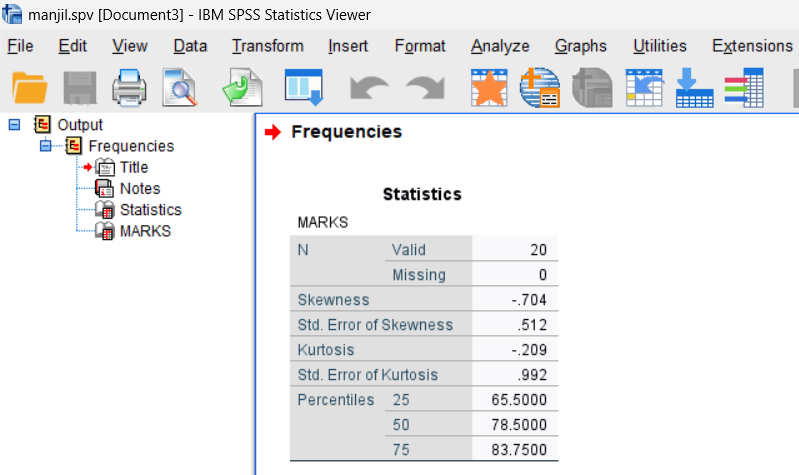 manjil.spv [Document3] - IBM SPSS Statistics Viewer
File Edit View Data Transform Insert Format Analyze Graphs Utilities Extensions
Output
Frequencies
Title
Notes
Statistics
MARKS
Frequencies
Statistics
MARKS
N Valid 20
Missing 0
Skewness -.704
Std. Error of Skewness .512
Kurtosis -.209
Std. Error of Kurtosis .992
Percentiles 25 65.5000
50 78.5000
75 83.7500